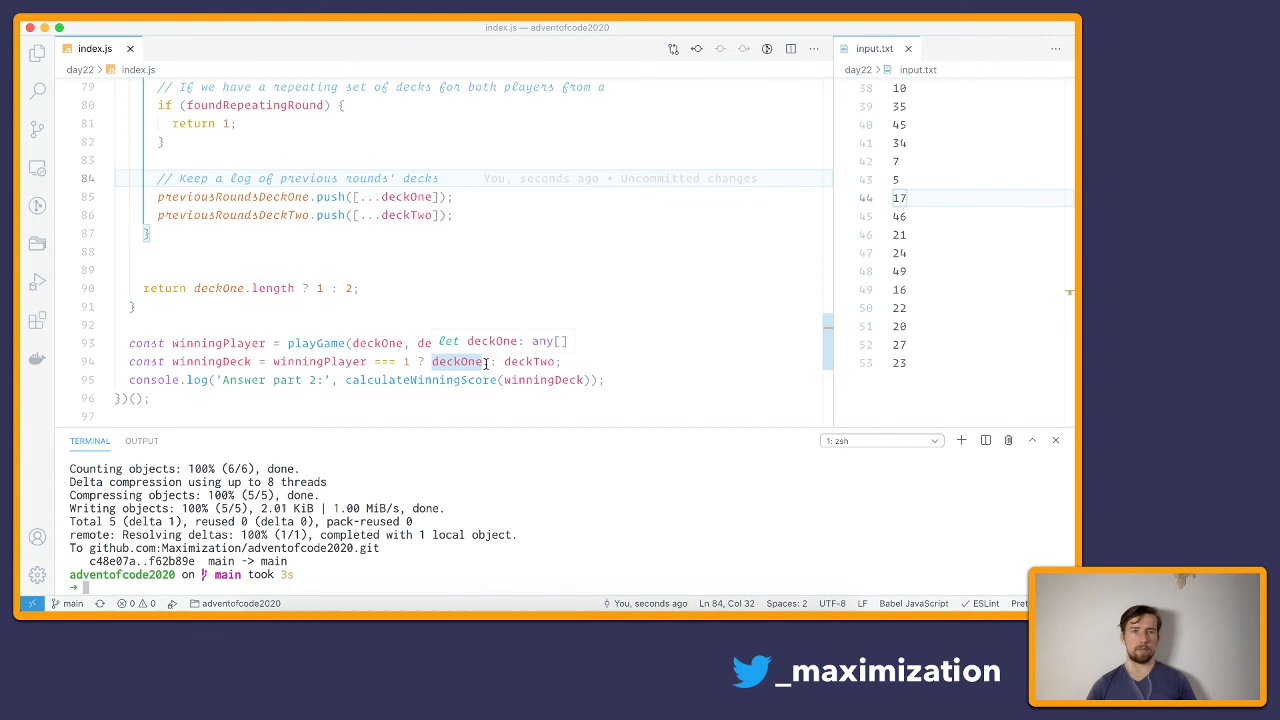 index.js — adventofcode2020
index.js
input.txt
day22 > index.js
day22 > input.txt
79 // If we have a repeating set of decks for both players from a
80 if (foundRepeatingRound) {
81 return 1;
82 }
83
84 // Keep a log of previous rounds' decks You, seconds ago • Uncommitted changes
85 previousRoundsDeckOne.push([...deckOne]);
86 previousRoundsDeckTwo.push([...deckTwo]);
87 }
88
89
90 return deckOne.length ? 1 : 2;
91 }
92
let deckOne: any[]
93 const winningPlayer = playGame(deckOne, de
94 const winningDeck = winningPlayer === 1 ? deckOne : deckTwo;
95 console.log('Answer part 2:', calculateWinningScore(winningDeck));
96 })();
97
38 10
39 35
40 45
41 34
42 7
43 5
44 17
45 46
46 21
47 24
48 49
49 16
50 22
51 20
52 27
53 23
TERMINAL OUTPUT
1: zsh
Counting objects: 100% (6/6), done.
Delta compression using up to 8 threads
Compressing objects: 100% (5/5), done.
Writing objects: 100% (5/5), 2.01 KiB | 1.00 MiB/s, done.
Total 5 (delta 1), reused 0 (delta 0), pack-reused 0
remote: Resolving deltas: 100% (1/1), completed with 1 local object.
To github.com:Maximization/adventofcode2020.git
c48e07a..f62b89e main -> main
adventofcode2020 on main took 3s
→
main 0 0 adventofcode2020 You, seconds ago Ln 84, Col 32 Spaces: 2 UTF-8 LF Babel JavaScript ESLint Pret
_maximization